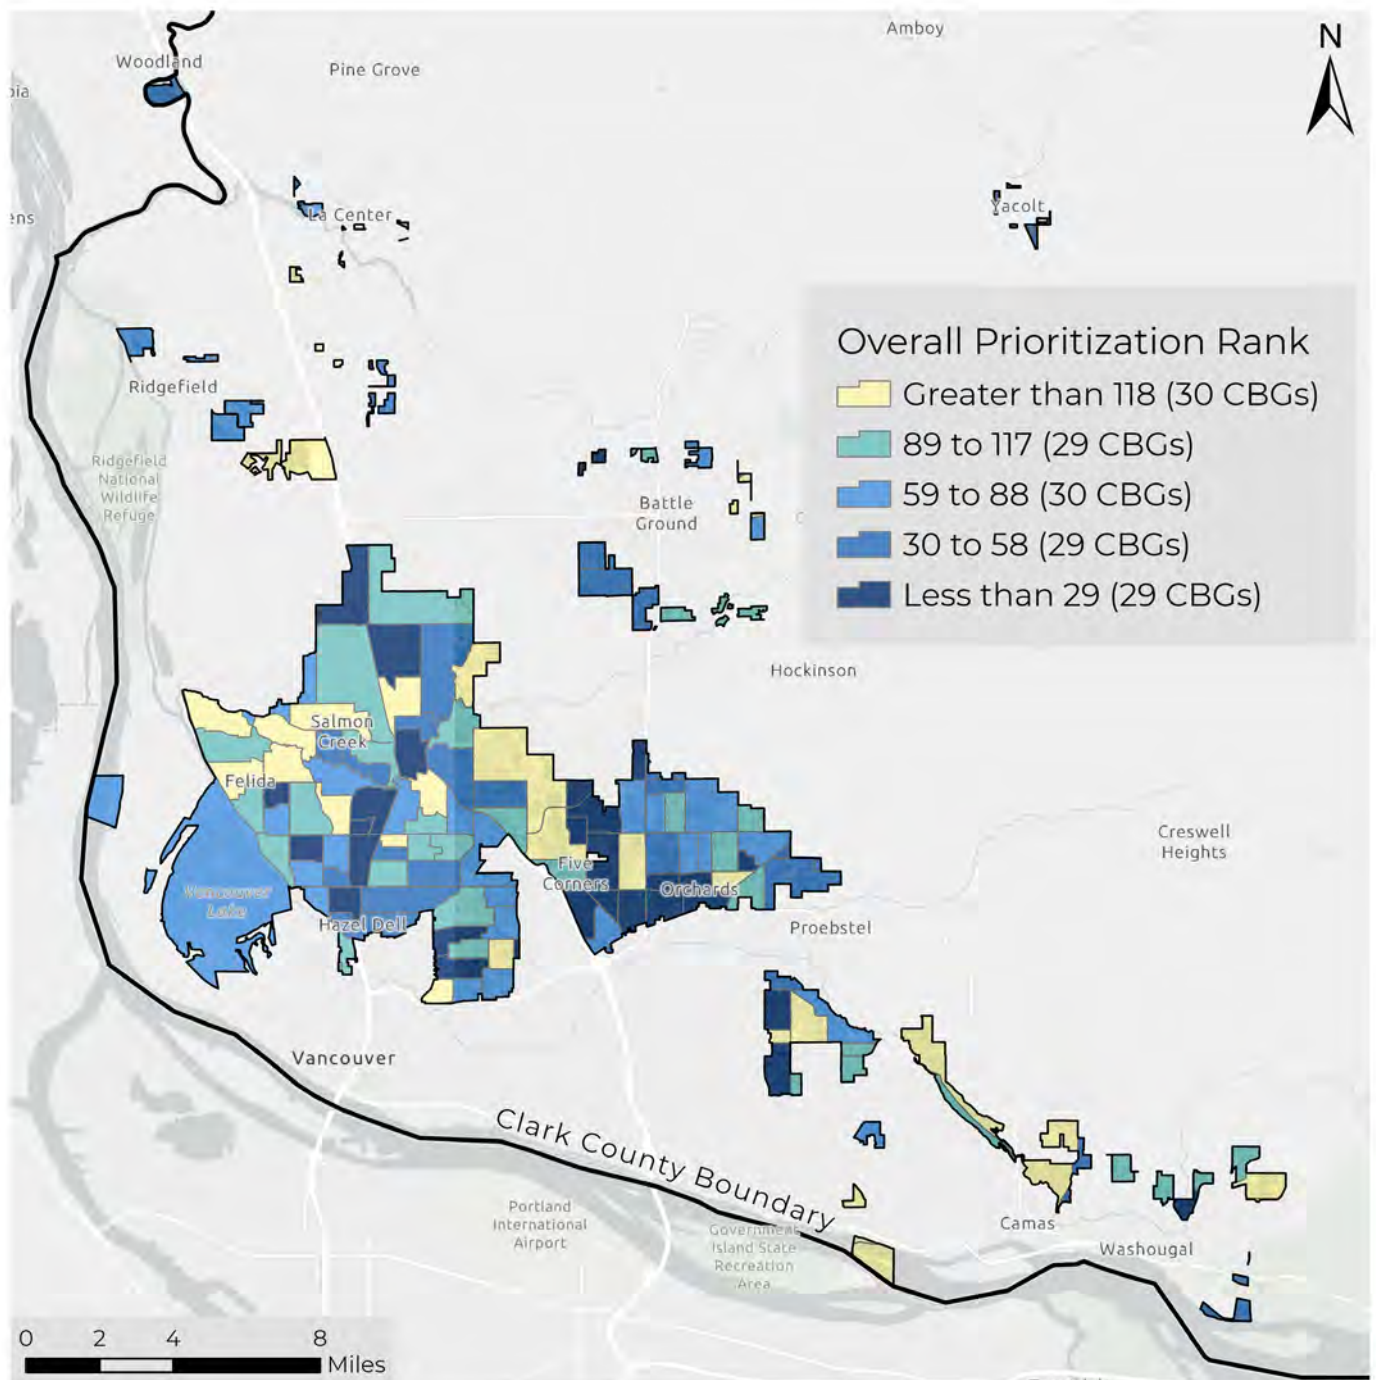 Amboy
N
Woodland
Pine Grove
La Center
Yacolt
Overall Prioritization Rank
Greater than 118 (30 CBGs)
89 to 117 (29 CBGs)
59 to 88 (30 CBGs)
30 to 58 (29 CBGs)
Less than 29 (29 CBGs)
Ridgefield
Ridgefield
National
Wildlife
Refuge
Battle
Ground
Hockinson
Salmon
Creek
Felida
Creswell
Heights
Five
Corners
Orchards
Vancouver
Lake
Hazel Dell
Proebstel
Vancouver
Clark County Boundary
Portland
International
Airport
Government
Island State
Recreation
Area
Camas
Washougal
0 2 4 8
Miles